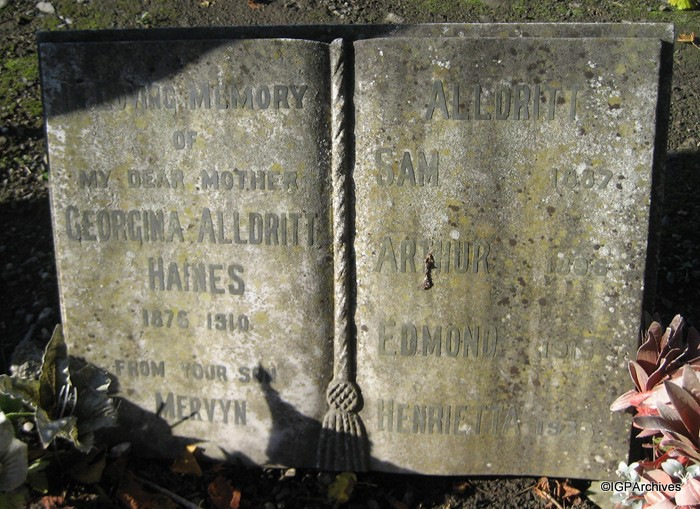 LOVING MEMORY
OF
MY DEAR MOTHER
GEORGINA ALLDRITT
HAINES
1875 1910
FROM YOUR SON
MERVYN
ALLDRITT
SAM
ARTHUR
EDMOND
HENRIETTA
©IGPArchives